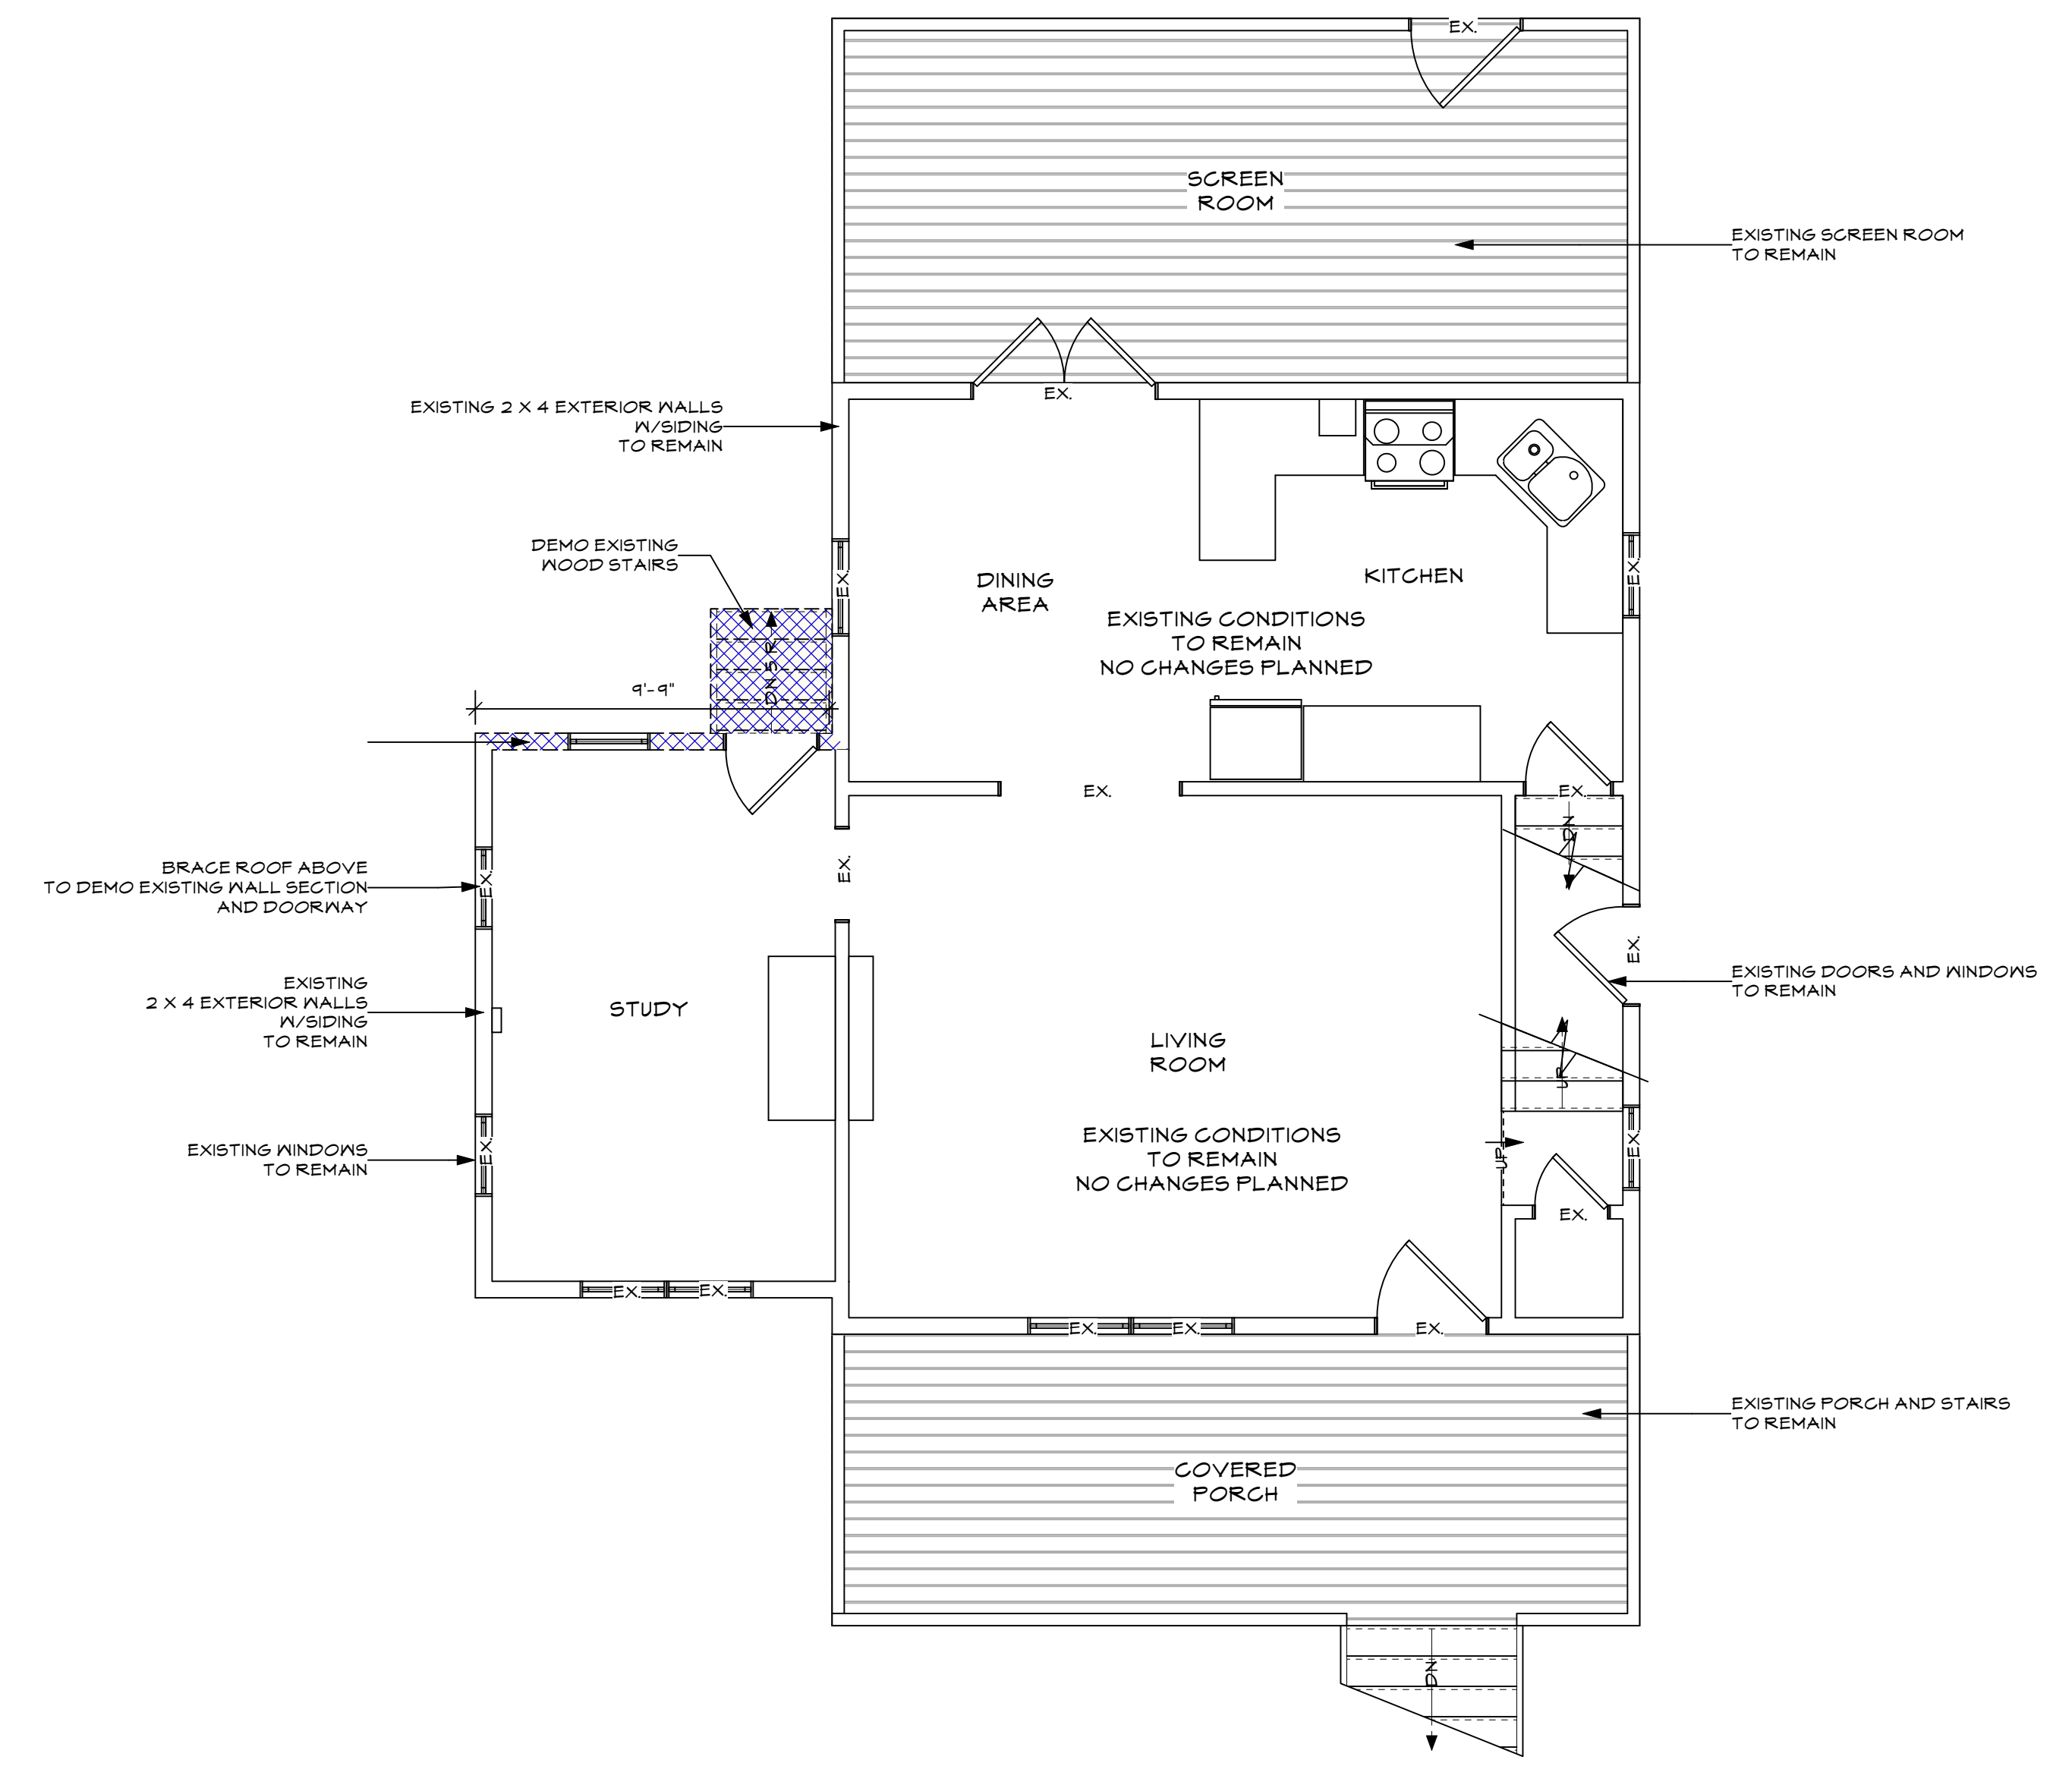 EX.
SCREEN
ROOM
EXISTING SCREEN ROOM
TO REMAIN
EX.
EXISTING 2 X 4 EXTERIOR WALLS
W/SIDING
TO REMAIN
DEMO EXISTING
WOOD STAIRS
EX.
DINING
AREA
KITCHEN
EX.
EXISTING CONDITIONS
TO REMAIN
NO CHANGES PLANNED
DN 5 R
9'-9"
EX.
EX.
DN
BRACE ROOF ABOVE
TO DEMO EXISTING WALL SECTION
AND DOORWAY
EX.
EX.
EX.
EXISTING DOORS AND WINDOWS
TO REMAIN
EXISTING
2 X 4 EXTERIOR WALLS
W/SIDING
TO REMAIN
STUDY
LIVING
ROOM
UP
EXISTING WINDOWS
TO REMAIN
EX.
EXISTING CONDITIONS
TO REMAIN
NO CHANGES PLANNED
UP
EX.
EX.
EX.
EX.
EX.
EX.
EX.
EXISTING PORCH AND STAIRS
TO REMAIN
COVERED
PORCH
DN